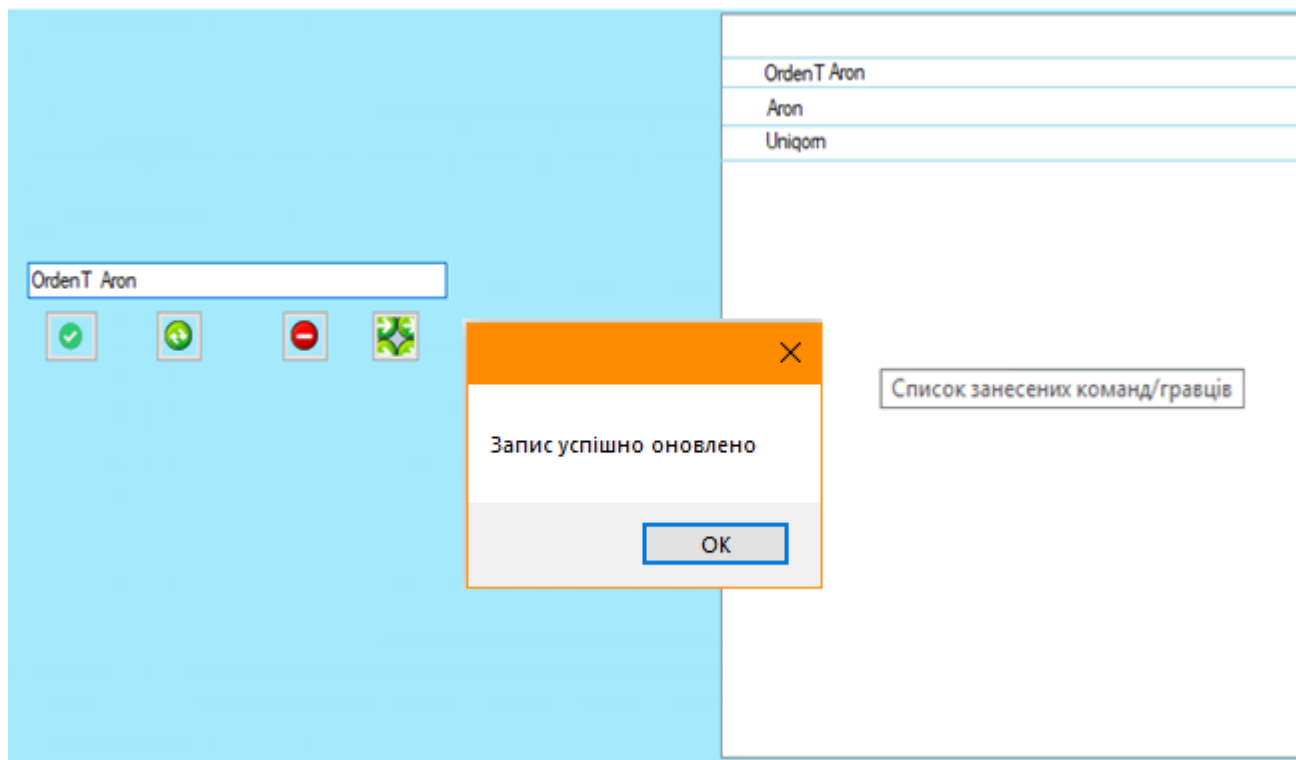 OrdenT Aron
Aron
Uniqorn
OrdenT Aron
Список занесених команд/гравців
Запис успішно оновлено
OK